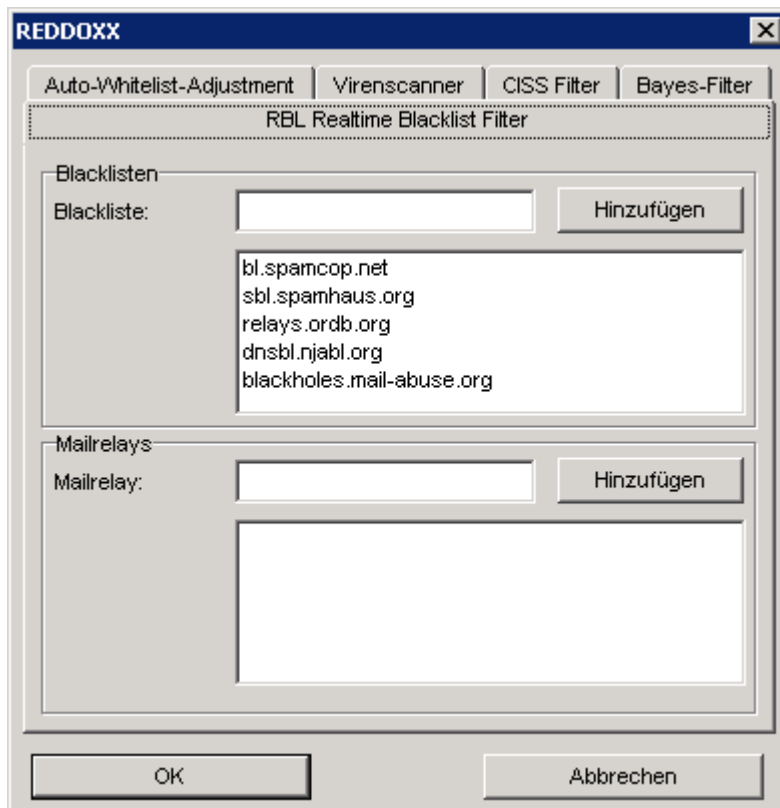 REDDOXX
Auto-Whitelist-Adjustment Virenscanner CISS Filter Bayes-Filter
RBL Realtime Blacklist Filter
Blacklisten
Blackliste: Hinzufügen
bl.spamcop.net
sbl.spamhaus.org
relays.ordb.org
dnsbl.njabl.org
blackholes.mail-abuse.org
Mailrelays
Mailrelay: Hinzufügen
OK Abbrechen